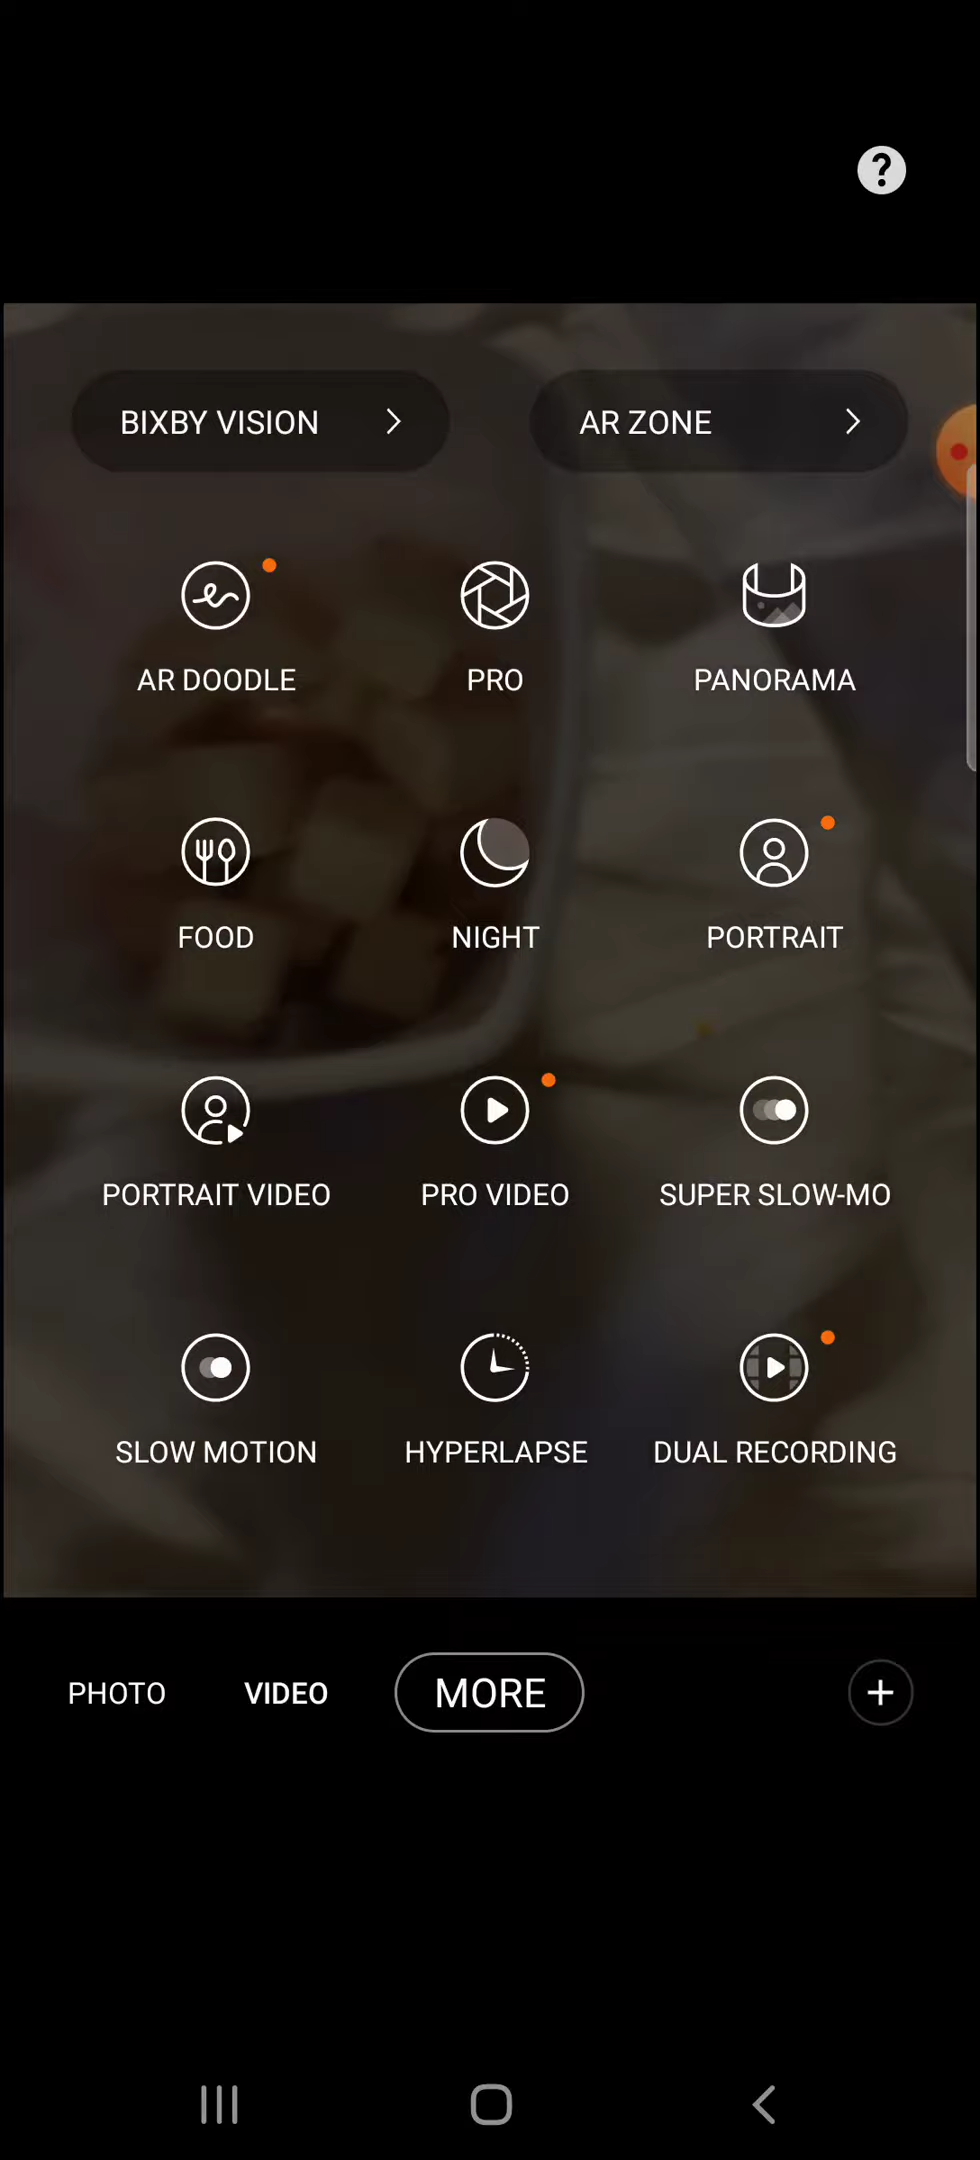 BIXBY VISION
AR ZONE
AR DOODLE
PRO
PANORAMA
FOOD
NIGHT
PORTRAIT
PORTRAIT VIDEO
PRO VIDEO
SUPER SLOW-MO
SLOW MOTION
HYPERLAPSE
DUAL RECORDING
PHOTO
VIDEO
MORE